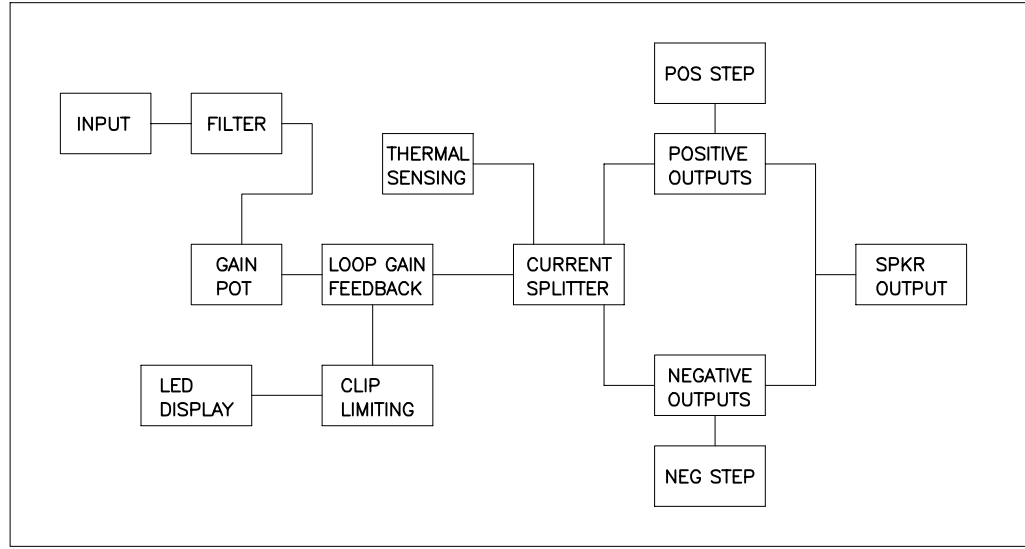 POS STEP
INPUT
FILTER
THERMAL
SENSING
POSITIVE
OUTPUTS
GAIN
POT
LOOP GAIN
FEEDBACK
CURRENT
SPLITTER
SPKR
OUTPUT
LED
DISPLAY
CLIP
LIMITING
NEGATIVE
OUTPUTS
NEG STEP